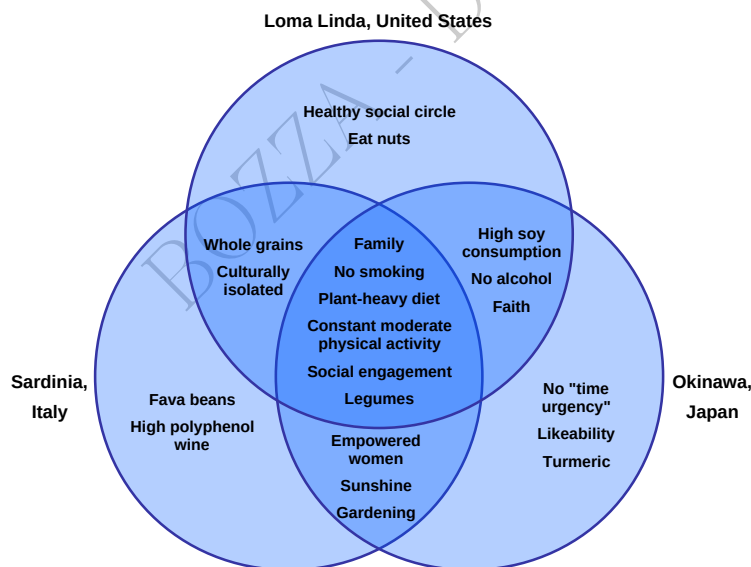 Loma Linda, United States
Healthy social circle
Eat nuts
Whole grains
Culturally
isolated
Family
No smoking
Plant-heavy diet
Constant moderate
physical activity
Social engagement
Legumes
High soy
consumption
No alcohol
Faith
Sardinia,
Italy
Fava beans
High polyphenol
wine
Empowered
women
Sunshine
Gardening
No "time
urgency"
Likeability
Turmeric
Okinawa,
Japan
BOZZA -